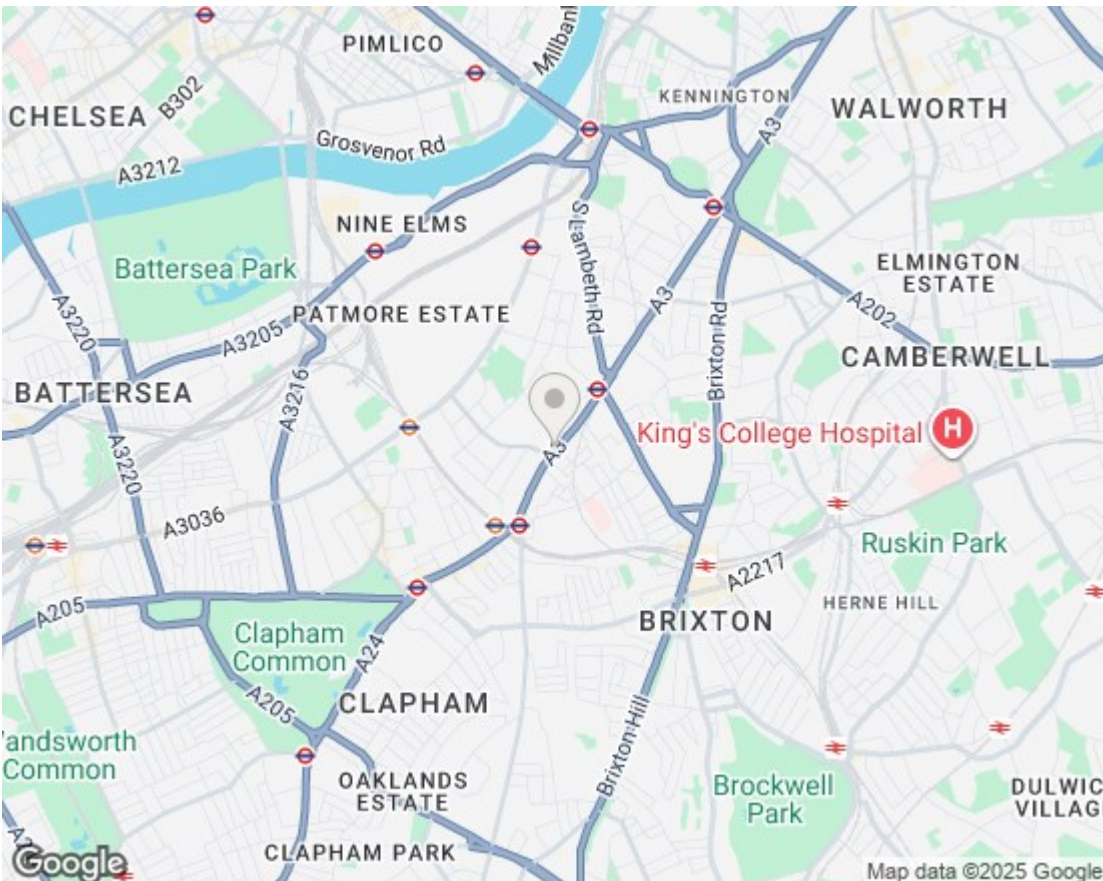 PIMLICO
Millbank
B302
KENNINGTON
WALWORTH
CHELSEA
A3
Grosvenor Rd
A3212
NINE ELMS
S Lambeth Rd
Battersea Park
ELMINGTON
ESTATE
A3220
PATMORE ESTATE
A3
A202
A3205
CAMBERWELL
BATTERSEA
A3216
Brixton Rd
King's College Hospital
H
A3
A3220
A3036
Ruskin Park
A2217
A205
HERNE HILL
BRIXTON
Clapham
Common
A24
A205
CLAPHAM
andsworth
Common
Brixton Hill
OAKLANDS
ESTATE
Brockwell
Park
DULWIC
VILLAG
CLAPHAM PARK
Google
Map data ©2025 Google